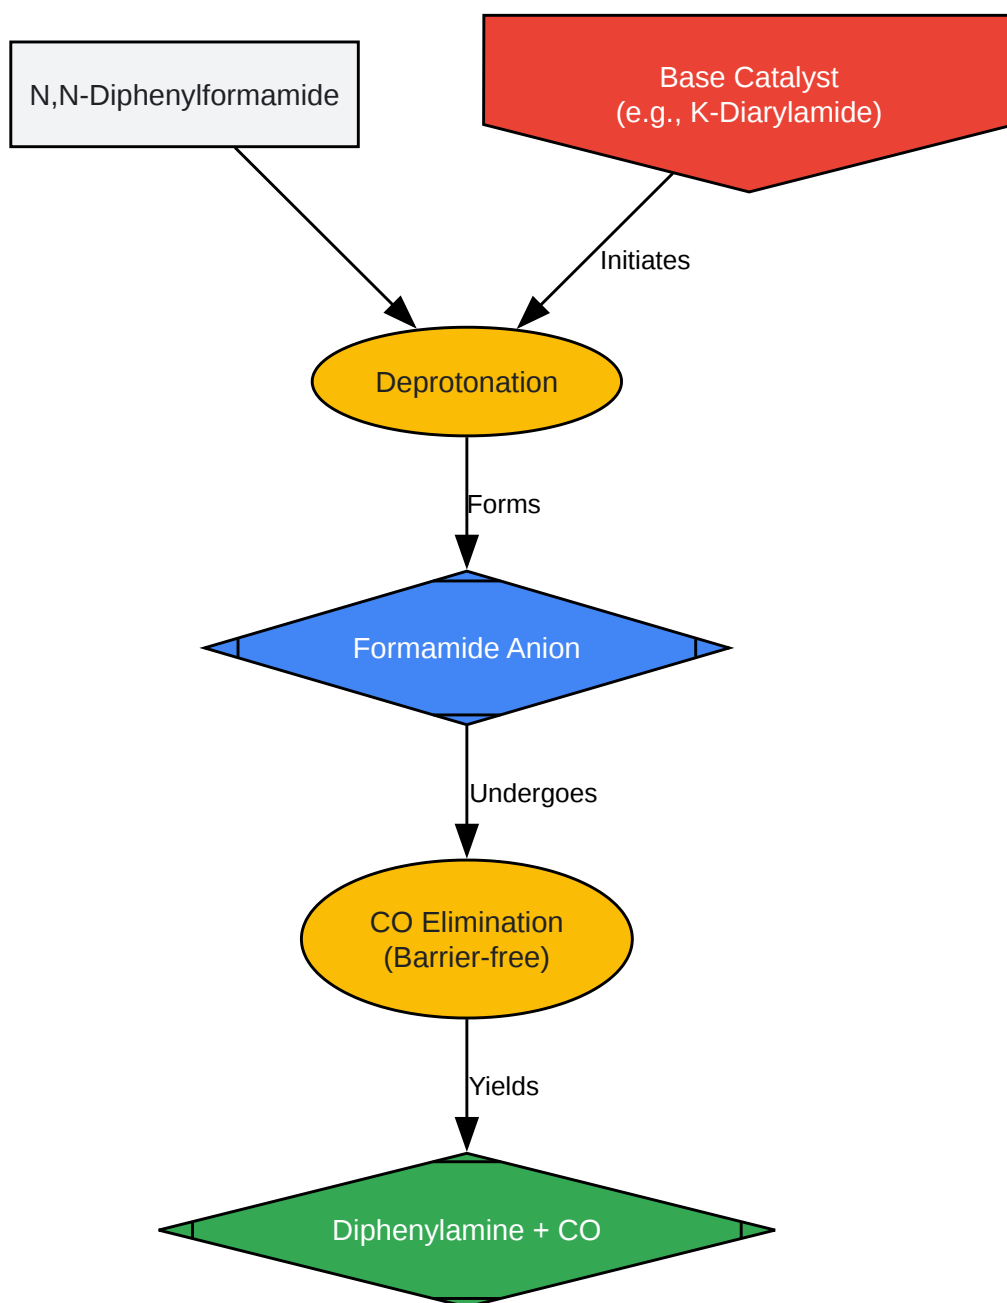 N,N-Diphenylformamide
Base Catalyst
(e.g., K-Diarylamide)
Initiates
Deprotonation
Forms
Formamide Anion
Undergoes
CO Elimination
(Barrier-free)
Yields
Diphenylamine + CO